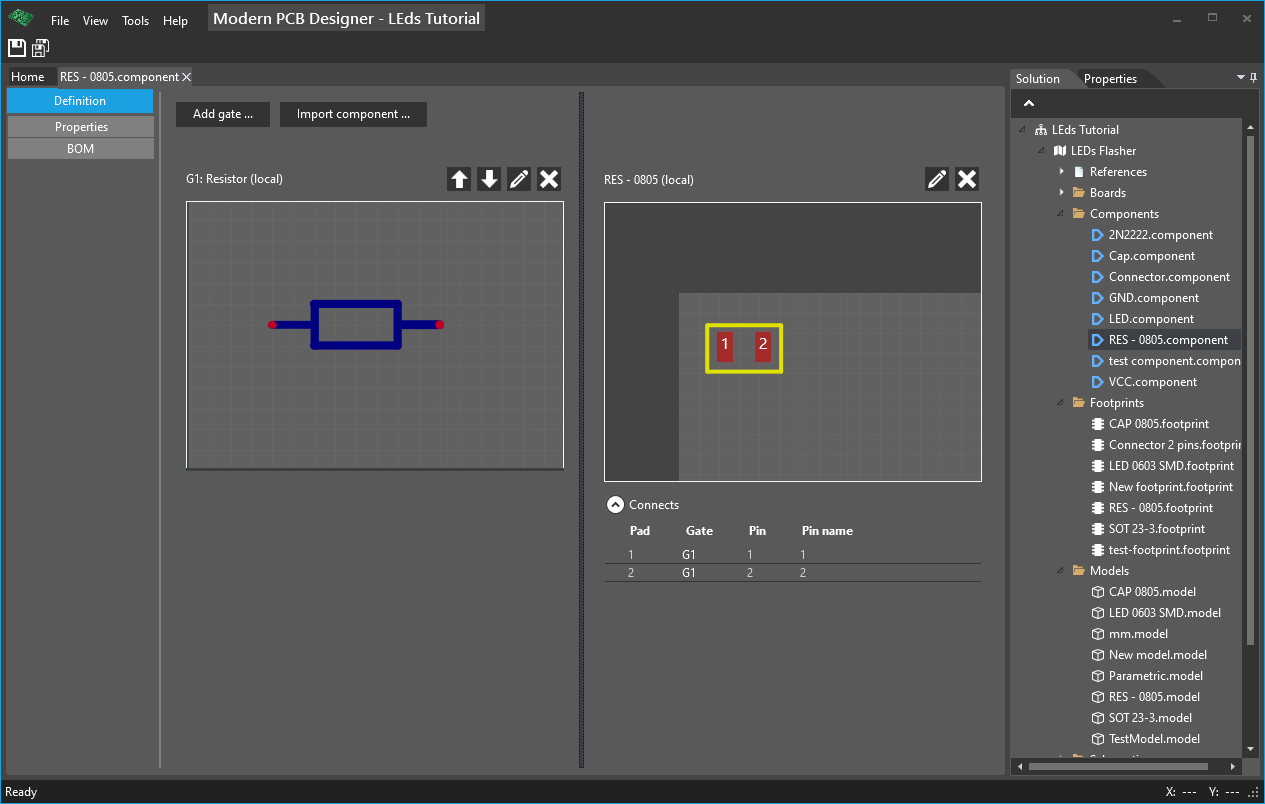 File View Tools Help Modern PCB Designer - LEds Tutorial
Home RES - 0805.component
Definition
Properties
BOM
Add gate ... Import component ...
G1: Resistor (local)
RES - 0805 (local)
1 2
Connects
Pad Gate Pin Pin name
1 G1 1 1
2 G1 2 2
Solution Properties
LEds Tutorial
LEDs Flasher
References
Boards
Components
2N2222.component
Cap.component
Connector.component
GND.component
LED.component
RES - 0805.component
test component.compon
VCC.component
Footprints
CAP 0805.footprint
Connector 2 pins.footprin
LED 0603 SMD.footprint
New footprint.footprint
RES - 0805.footprint
SOT 23-3.footprint
test-footprint.footprint
Models
CAP 0805.model
LED 0603 SMD.model
mm.model
New model.model
Parametric.model
RES - 0805.model
SOT 23-3.model
TestModel.model
Ready X: --- Y: ---